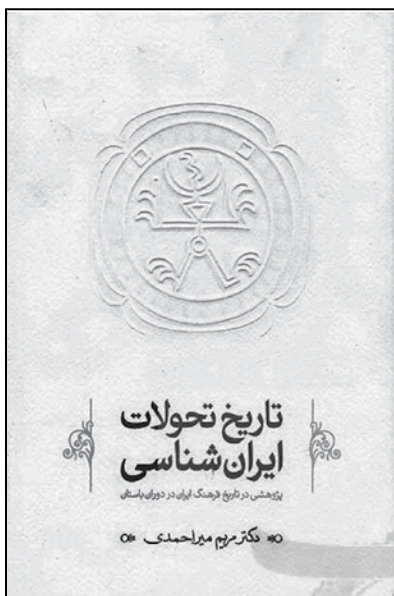 تاریخ تحولات
ایران‌شناسی
پژوهشی در تاریخ فرهنگ ایران در دوران باستان
دکتر مریم میراحمدی